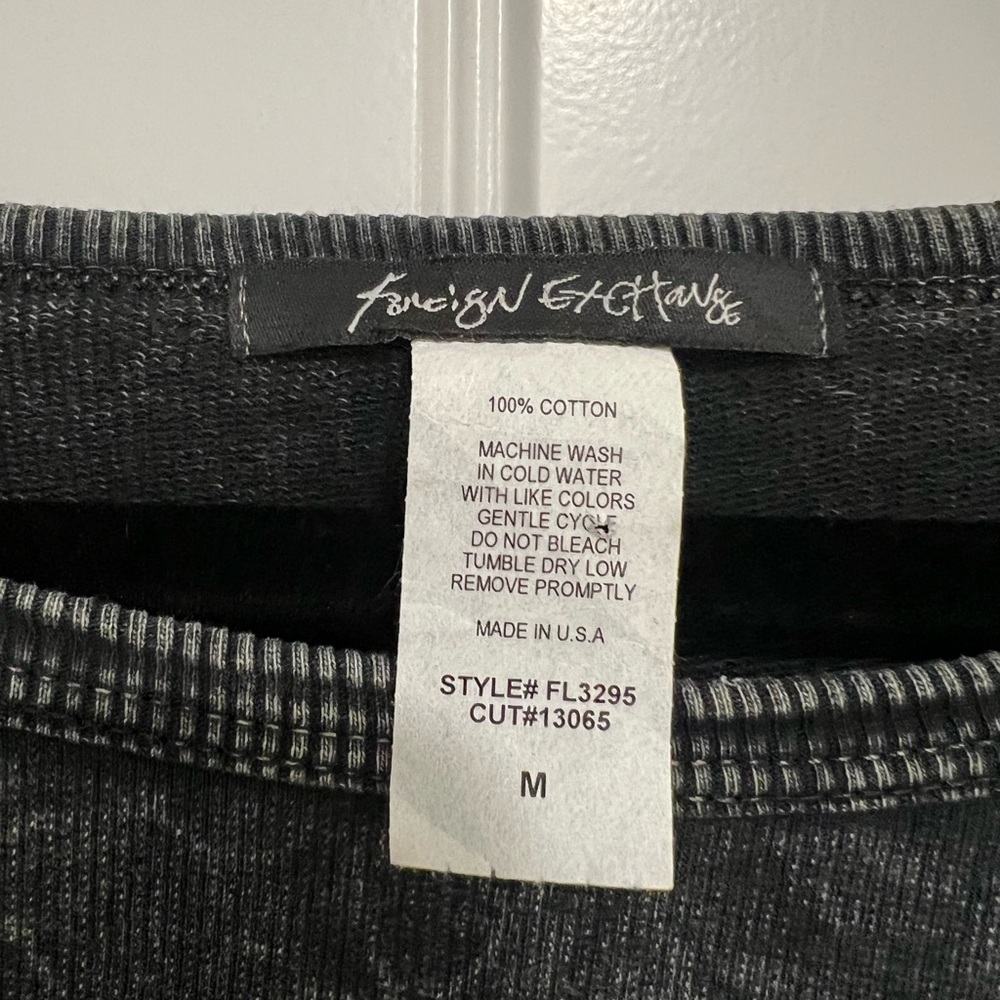 Foreign Exchange
100% COTTON
MACHINE WASH
IN COLD WATER
WITH LIKE COLORS
GENTLE CYCLE
DO NOT BLEACH
TUMBLE DRY LOW
REMOVE PROMPTLY
MADE IN U.S.A
STYLE# FL3295
CUT#13065
M